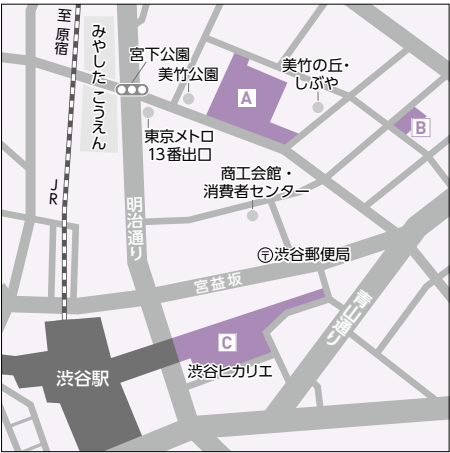 至 原宿
みやした こうえん
宮下公園
美竹公園
美竹の丘・
しぶや
A
B
東京メトロ
13番出口
商工会館・
消費者センター
JR
明治通り
〶渋谷郵便局
宮益坂
青山通り
C
渋谷ヒカリエ
渋谷駅